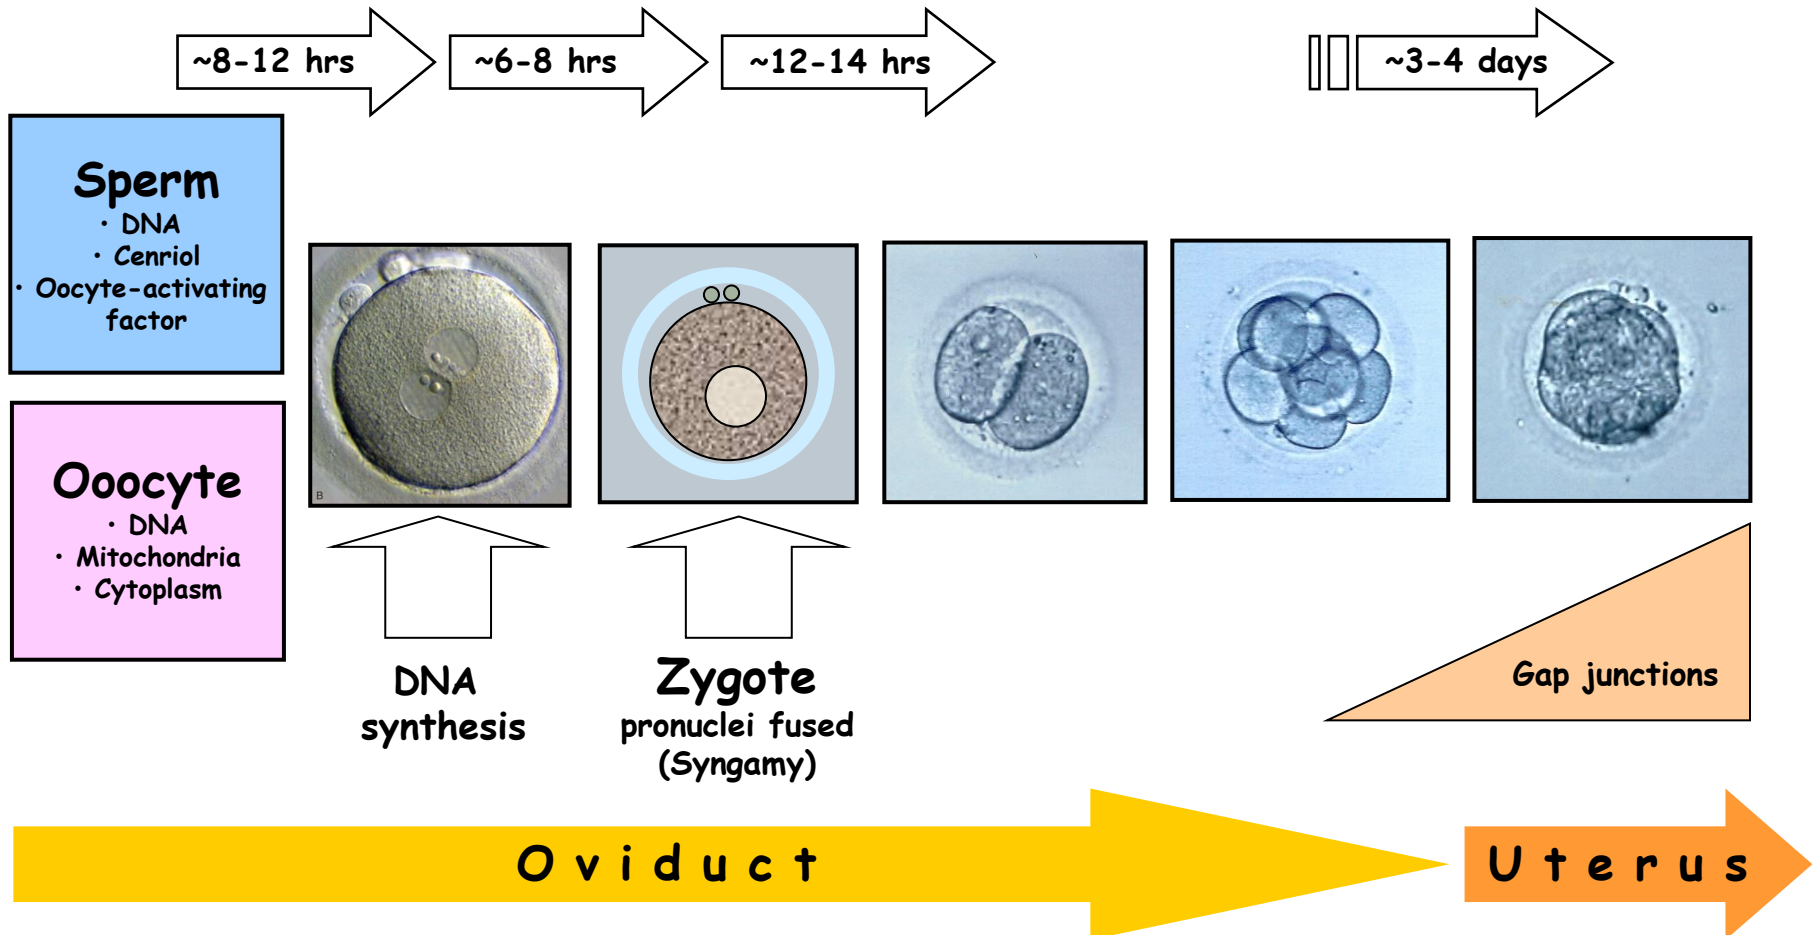 ~8-12 hrs
~6-8 hrs
~12-14 hrs
~3-4 days
Sperm
• DNA
• Cenriol
• Oocyte-activating
factor
Ooocyte
• DNA
• Mitochondria
• Cytoplasm
B
DNA
synthesis
Zygote
pronuclei fused
(Syngamy)
Gap junctions
Oviduct
Uterus